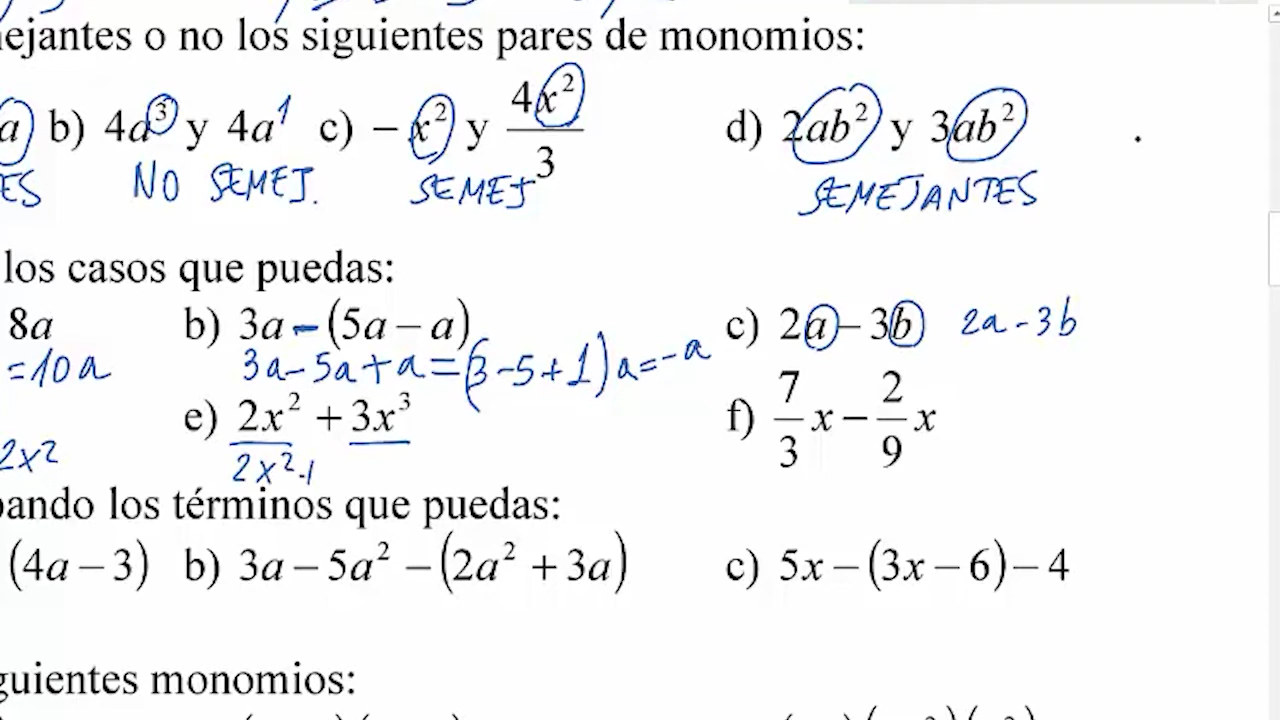 ejantes o no los siguientes pares de monomios:
a b) 4a³ y 4a¹ c) −x² y 4x²/3 d) 2ab² y 3ab² .
ES NO SEMEJ. SEMEJ SEMEJANTES
los casos que puedas:
8a b) 3a − (5a − a) c) 2a − 3b 2a − 3b
= 10a 3a − 5a + a = (3 − 5 + 1) a = −a
e) 2x² + 3x³ f) 7/3 x − 2/9 x
2x² 2x²
ando los términos que puedas:
(4a − 3) b) 3a − 5a² − (2a² + 3a) c) 5x − (3x − 6) − 4
guientes monomios: